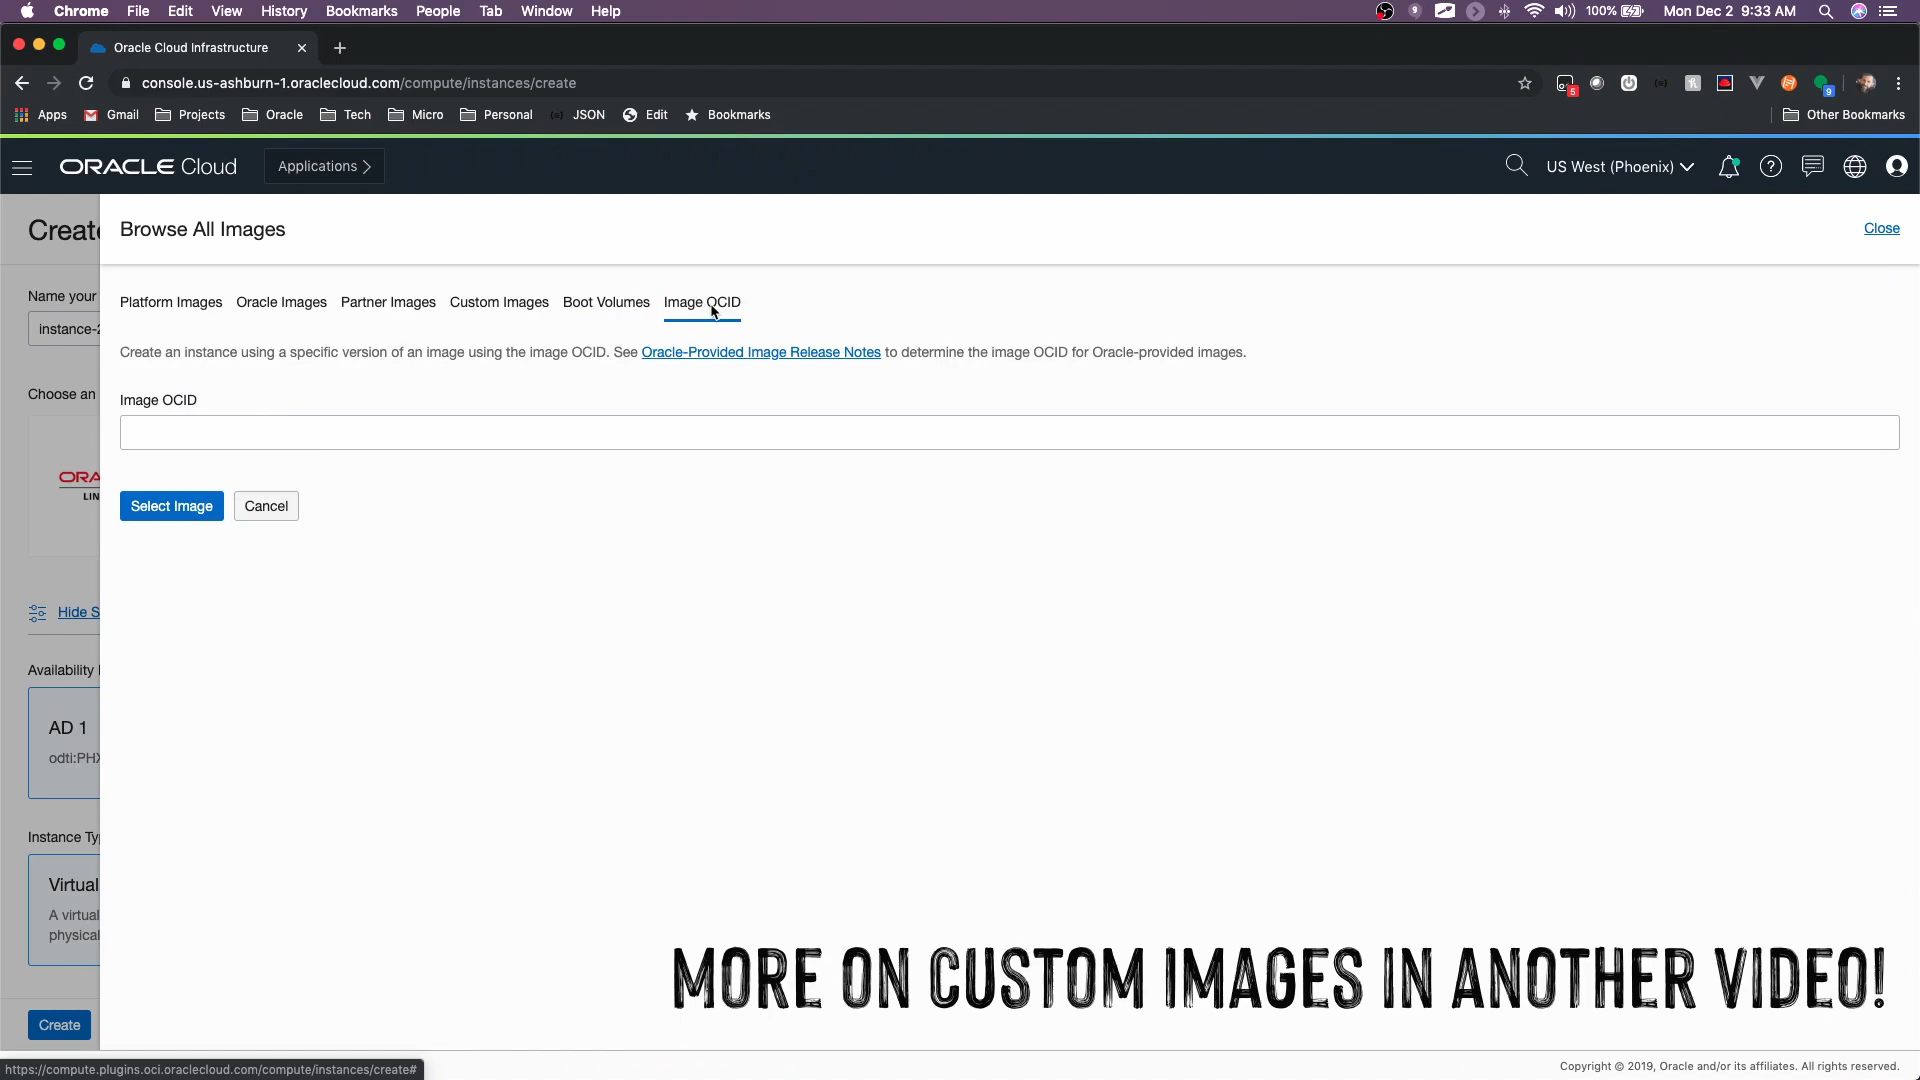 Chrome File Edit View History Bookmarks People Tab Window Help
9 100% Mon Dec 2 9:33 AM
Oracle Cloud Infrastructure
console.us-ashburn-1.oraclecloud.com/compute/instances/create
5 9
Apps Gmail Projects Oracle Tech Micro Personal JSON Edit Bookmarks Other Bookmarks
ORACLE Cloud Applications US West (Phoenix)
Create
Browse All Images
Close
Name your
instance-2
Platform Images Oracle Images Partner Images Custom Images Boot Volumes Image OCID
Create an instance using a specific version of an image using the image OCID. See Oracle-Provided Image Release Notes to determine the image OCID for Oracle-provided images.
Choose an
Image OCID
ORA
LIN
Select Image Cancel
Hide S
Availability
AD 1
odti:PHX
Instance Ty
Virtual
A virtual
physical
MORE ON CUSTOM IMAGES IN ANOTHER VIDEO!
Create
https://compute.plugins.oci.oraclecloud.com/compute/instances/create#
Copyright © 2019, Oracle and/or its affiliates. All rights reserved.